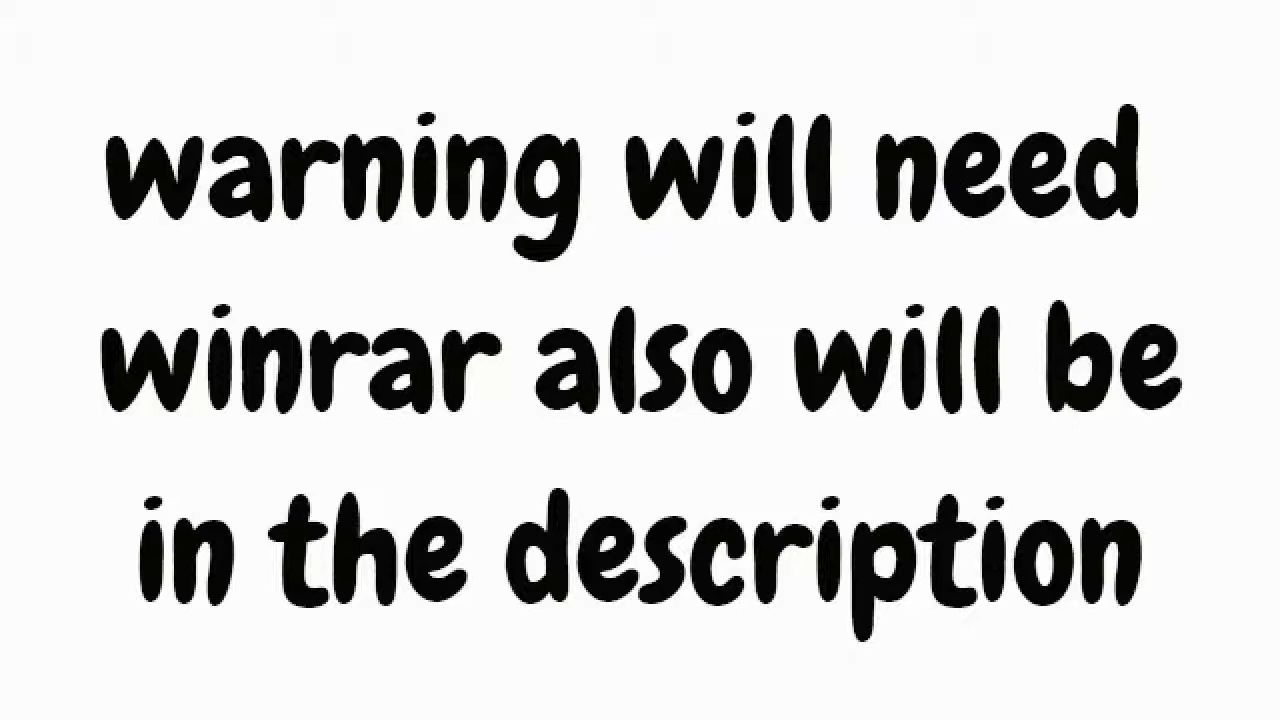 warning will need
winrar also will be
in the description